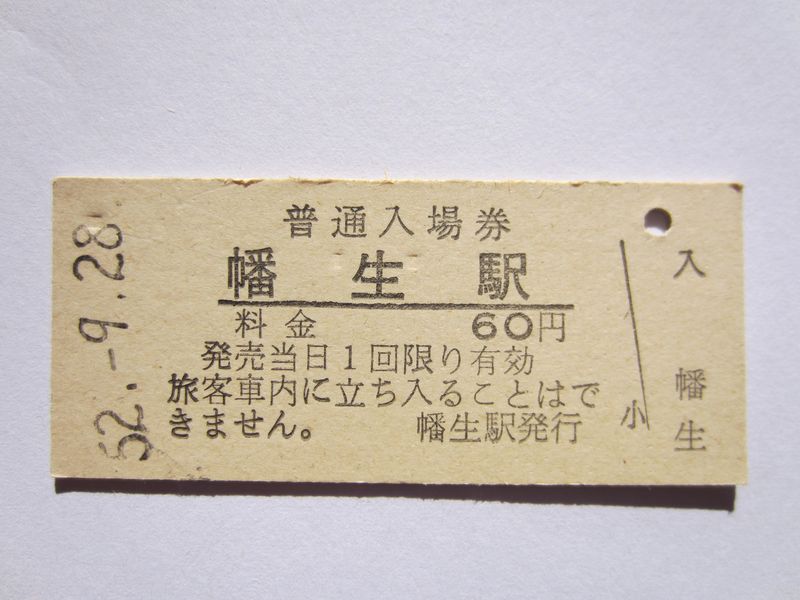 52.-9.28
普通入場券
幡生駅
料金 60円
発売当日1回限り有効
旅客車内に立ち入ることはで
きません。 幡生駅発行
小
入
幡生